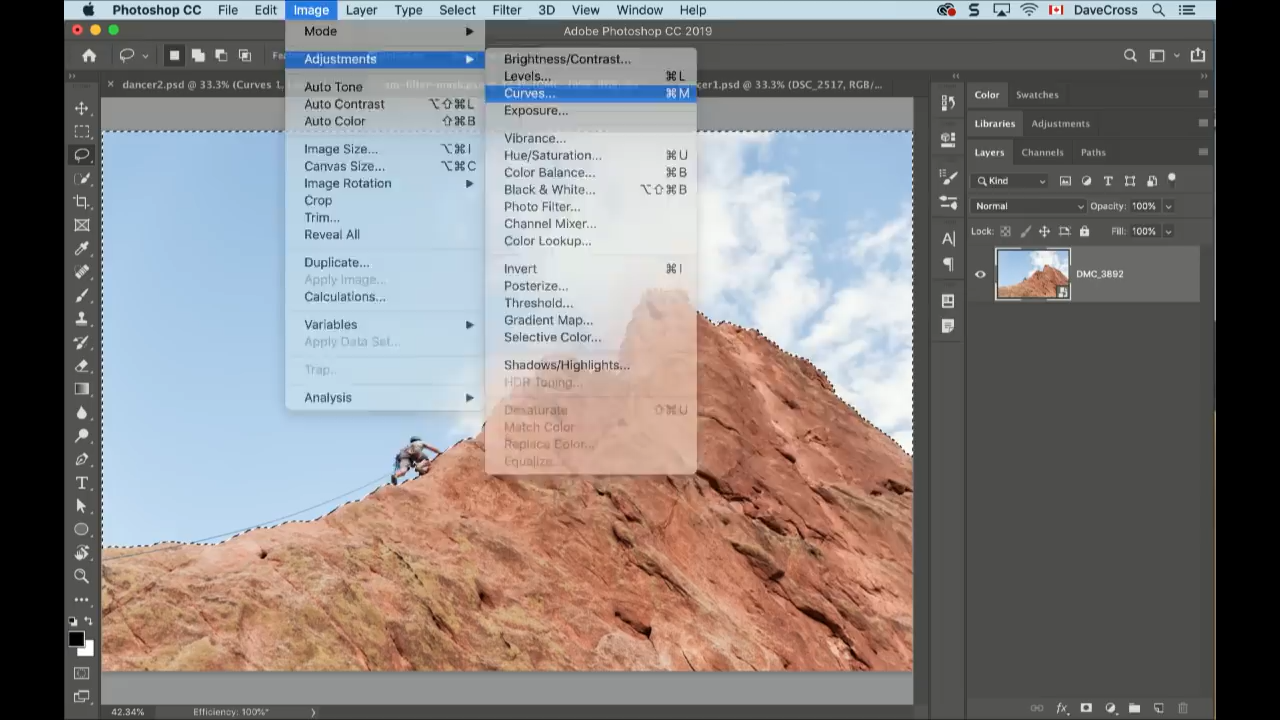 Photoshop CC File Edit Image Layer Type Select Filter 3D View Window Help DaveCross
Adobe Photoshop CC 2019
dancer2.psd @ 33.3% (Curves 1, dancer1.psd @ 33.3% (DSC_2517, RGB/...
Mode
Adjustments
Auto Tone
Auto Contrast ⌥⇧⌘L
Auto Color ⇧⌘B
Image Size... ⌥⌘I
Canvas Size... ⌥⌘C
Image Rotation
Crop
Trim...
Reveal All
Duplicate...
Apply Image...
Calculations...
Variables
Apply Data Set...
Trap...
Analysis
Brightness/Contrast...
Levels... ⌘L
Curves... ⌘M
Exposure...
Vibrance...
Hue/Saturation... ⌘U
Color Balance... ⌘B
Black & White... ⌥⇧⌘B
Photo Filter...
Channel Mixer...
Color Lookup...
Invert ⌘I
Posterize...
Threshold...
Gradient Map...
Selective Color...
Shadows/Highlights...
HDR Toning...
Desaturate ⇧⌘U
Match Color...
Replace Color...
Equalize
Color Swatches
Libraries Adjustments
Layers Channels Paths
Kind
Normal Opacity: 100%
Lock: Fill: 100%
DMC_3892
42.34% Efficiency: 100%*